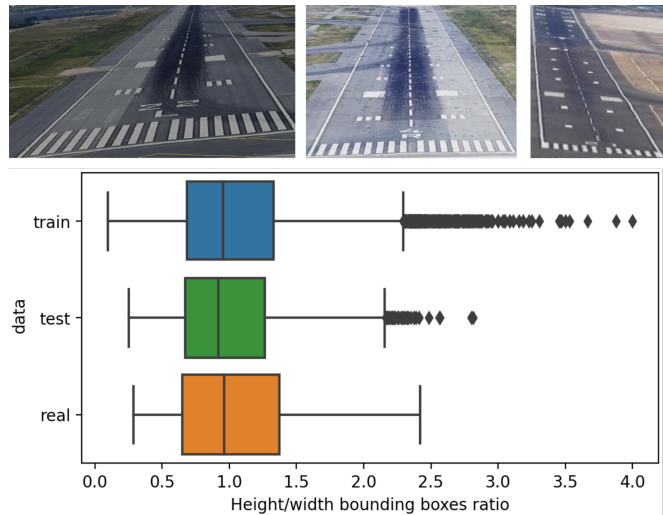 train
test
real
data
0.0 0.5 1.0 1.5 2.0 2.5 3.0 3.5 4.0
Height/width bounding boxes ratio